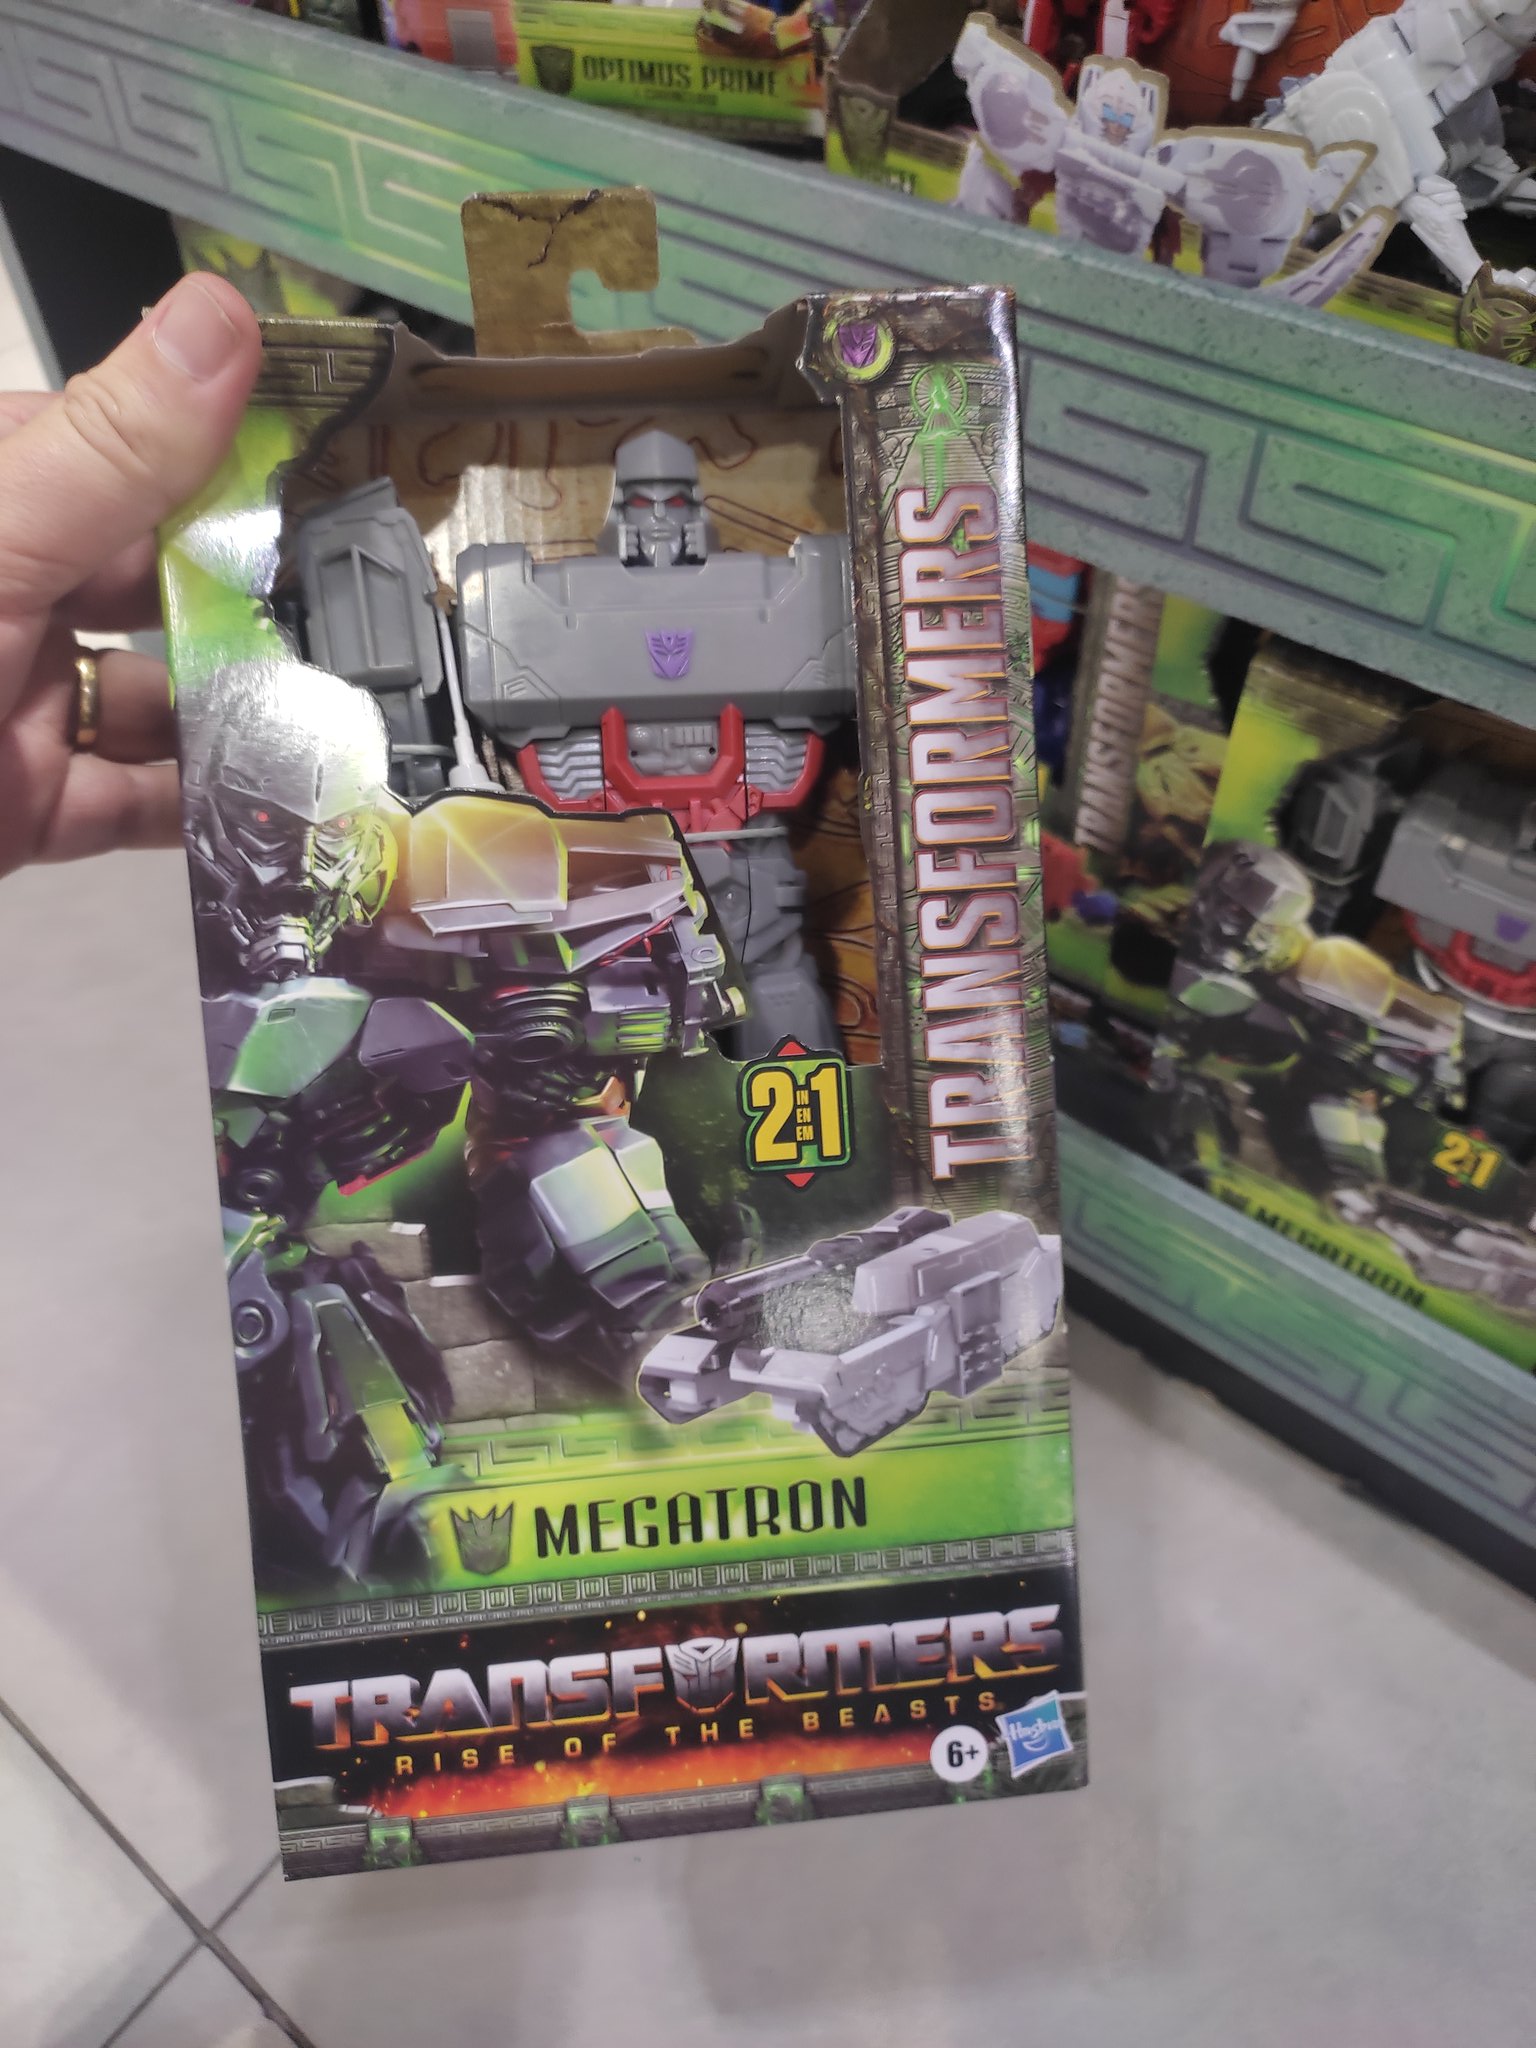 OPTIMUS PRIME
TRANSFORMERS
TRANSFORMERS
2 IN EN EM 1
2 1
MEGATRON
MEGATRON
TRANSFORMERS
RISE OF THE BEASTS
6+
Hasbro